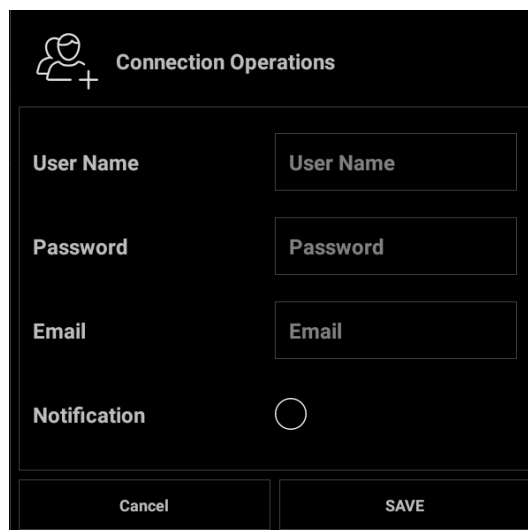 Connection Operations
User Name User Name
Password Password
Email Email
Notification
Cancel SAVE